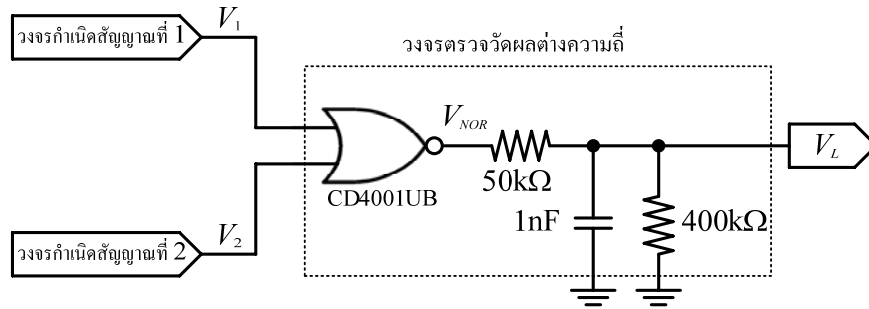 วงจรกำเนิดสัญญาณที่ 1
V1
วงจรตรวจวัดผลต่างความถี่
VNOR
CD4001UB
50kΩ
1nF
400kΩ
VL
วงจรกำเนิดสัญญาณที่ 2
V2